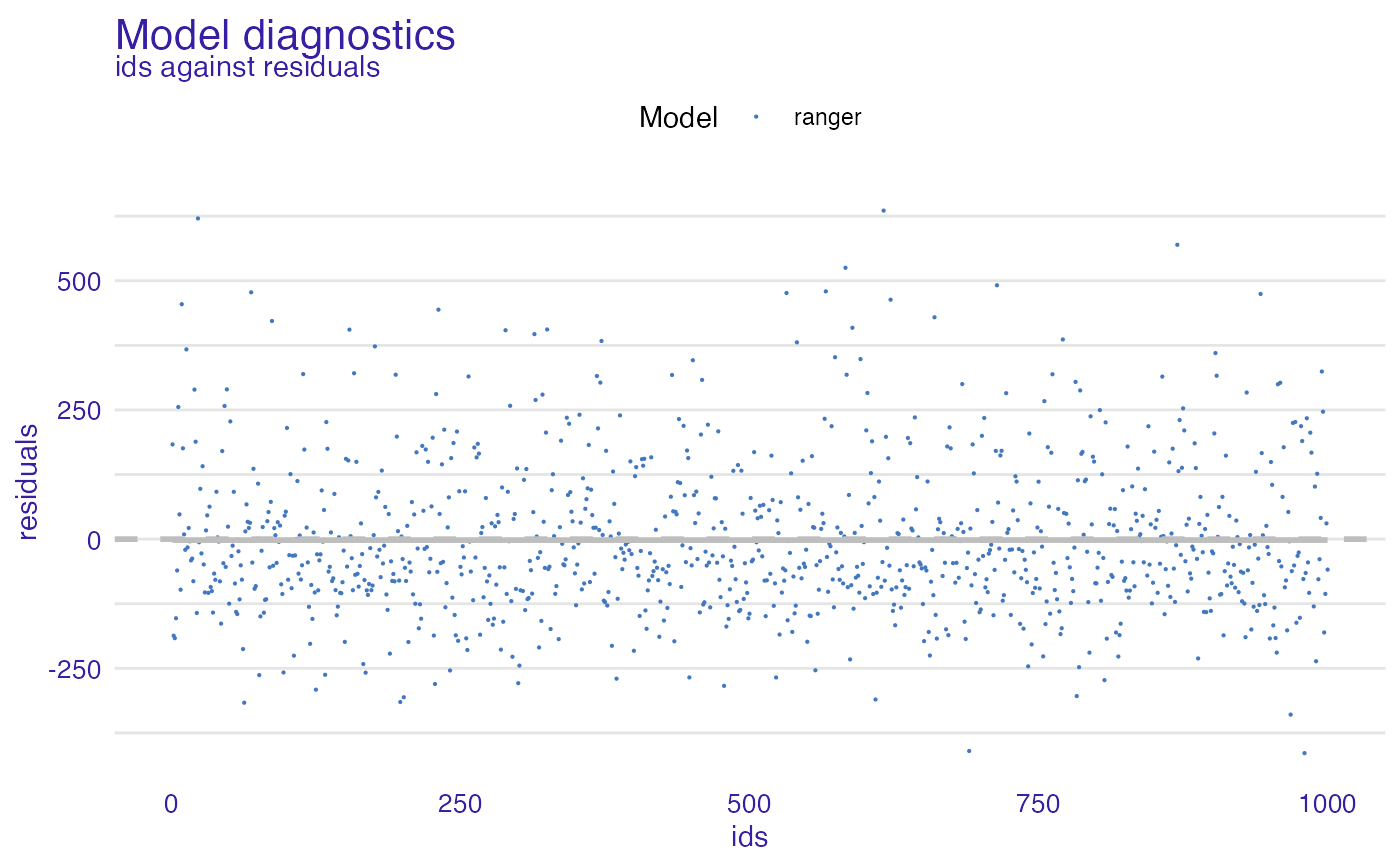 Model diagnostics
ids against residuals
Model ranger
500
250
0
-250
residuals
0 250 500 750 1000
ids